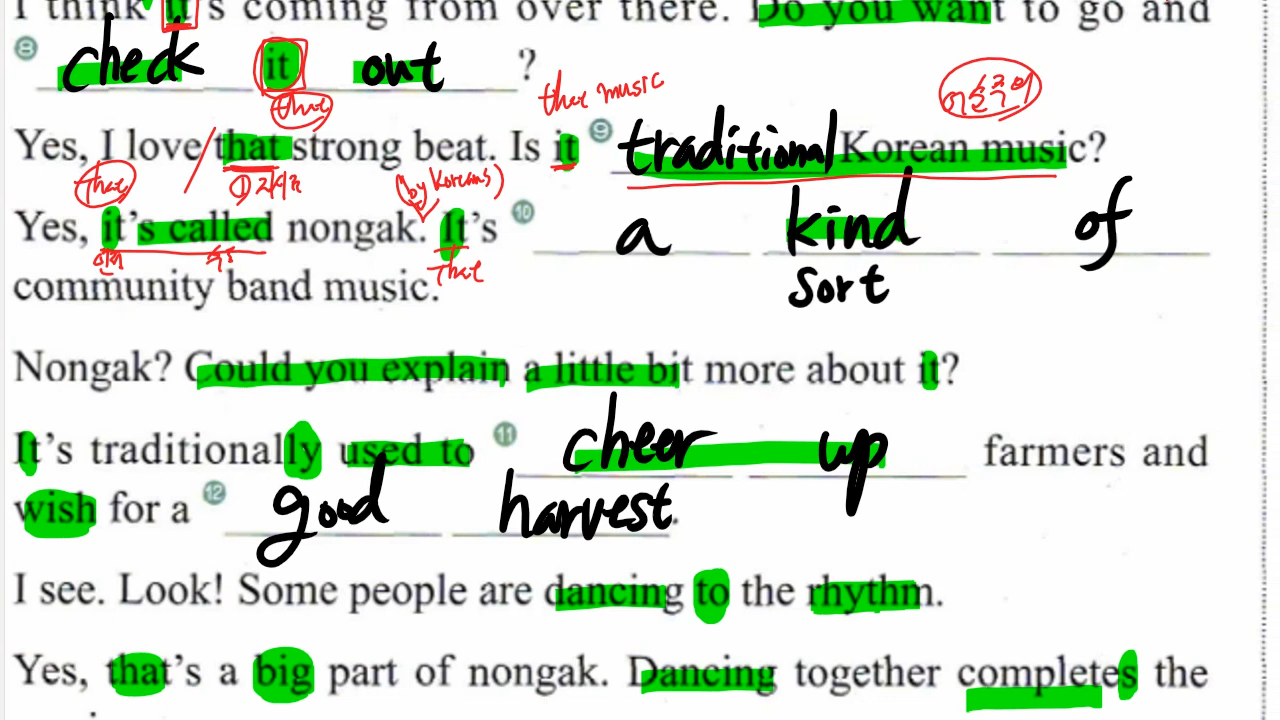 I think it's coming from over there. Do you want to go and
⑧ check it out ?
that
that music
Yes, I love that strong beat. Is it ⑨ traditional Korean music?
that ① (by Koreans)
Yes, it's called nongak. It's ⑩ a kind of
that
sort
community band music.
Nongak? Could you explain a little bit more about it?
It's traditionally used to ⑪ cheer up farmers and
wish for a ⑫ good harvest.
I see. Look! Some people are dancing to the rhythm.
Yes, that's a big part of nongak. Dancing together completes the